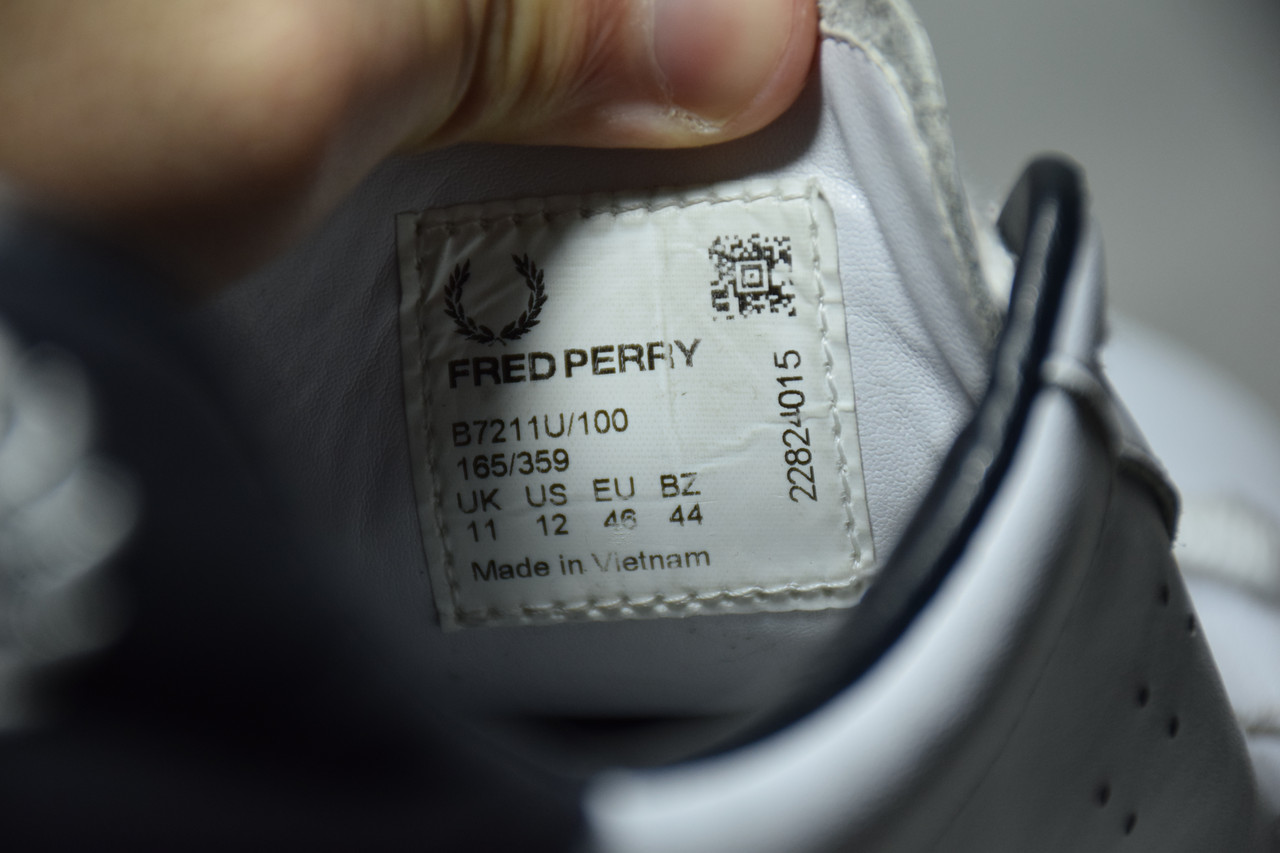 FRED PERRY
B7211U/100
165/359
UK US EU BZ
11 12 46 44
Made in Vietnam
22824015